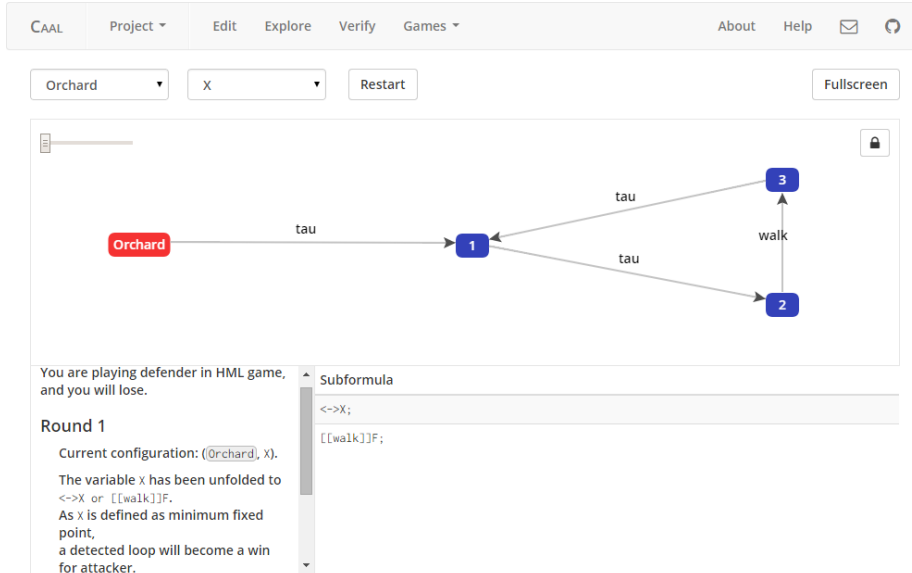 CAAL Project Edit Explore Verify Games About Help
Orchard X Restart Fullscreen
3
tau
tau
walk
Orchard
1
tau
2
You are playing defender in HML game,
and you will lose.
Subformula
<->X;
Round 1
[[walk]]F;
Current configuration: (Orchard, X).
The variable X has been unfolded to
<->X or [[walk]]F.
As X is defined as minimum fixed
point,
a detected loop will become a win
for attacker.